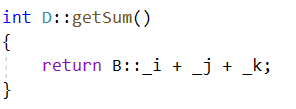 int D::getSum()
{
    return B::_i + _j + _k;
}